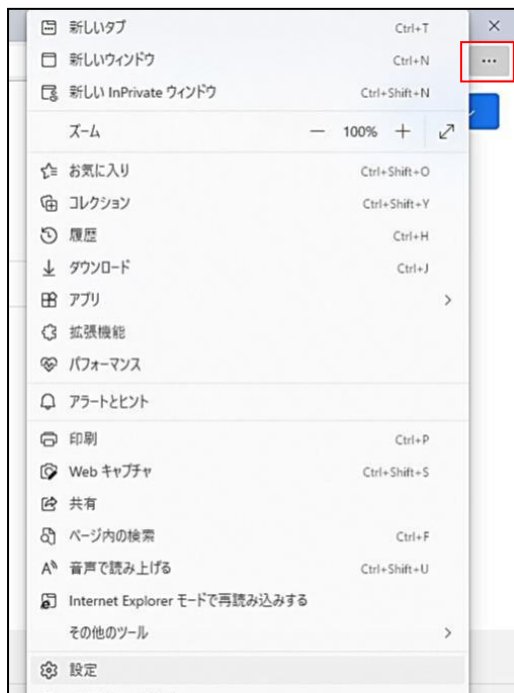 新しいタブ Ctrl+T
新しいウィンドウ Ctrl+N
新しい InPrivate ウィンドウ Ctrl+Shift+N
ズーム — 100% +
お気に入り Ctrl+Shift+O
コレクション Ctrl+Shift+Y
履歴 Ctrl+H
ダウンロード Ctrl+J
アプリ
拡張機能
パフォーマンス
アラートとヒント
印刷 Ctrl+P
Web キャプチャ Ctrl+Shift+S
共有
ページ内の検索 Ctrl+F
音声で読み上げる Ctrl+Shift+U
Internet Explorer モードで再読み込みする
その他のツール
設定